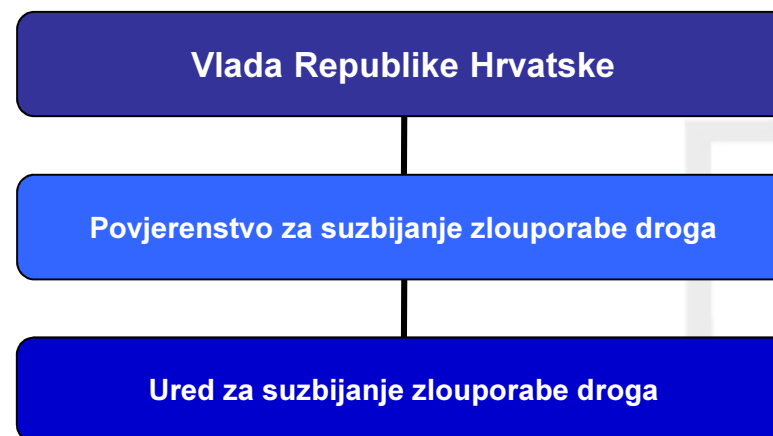 Vlada Republike Hrvatske
Povjerenstvo za suzbijanje zlouporabe droga
Ured za suzbijanje zlouporabe droga